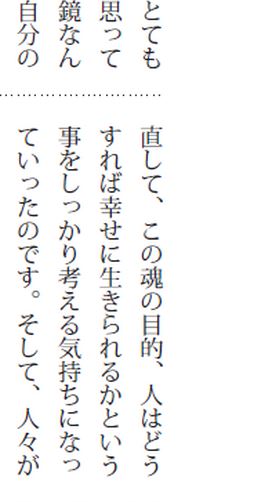 とても
思って
鏡なん
自分の
直して、この魂の目的、人はどう
すれば幸せに生きられるかという
事をしっかり考える気持ちになっ
ていったのです。そして、人々が